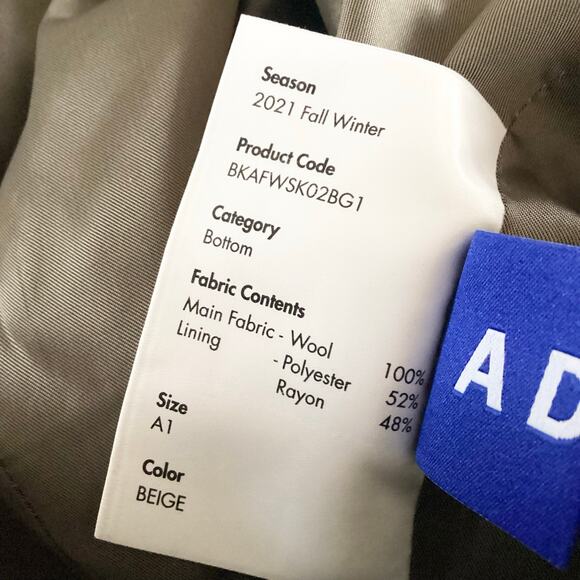 Season
2021 Fall Winter
Product Code
BKAFWSK02BG1
Category
Bottom
Fabric Contents
Main Fabric - Wool 100%
Lining - Polyester 52%
Rayon 48%
Size
A1
Color
BEIGE
AD